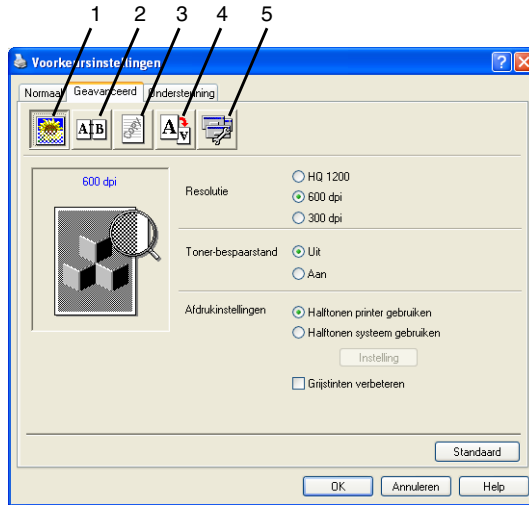 1 2 3 4 5
Voorkeursinstellingen
Normaal Geavanceerd Ondersteuning
A B COPY A A
600 dpi
Resolutie
HQ 1200
600 dpi
300 dpi
Toner-bespaarstand
Uit
Aan
Afdrukinstellingen
Halftonen printer gebruiken
Halftonen systeem gebruiken
Instelling
Grijstinten verbeteren
Standaard
OK Annuleren Help